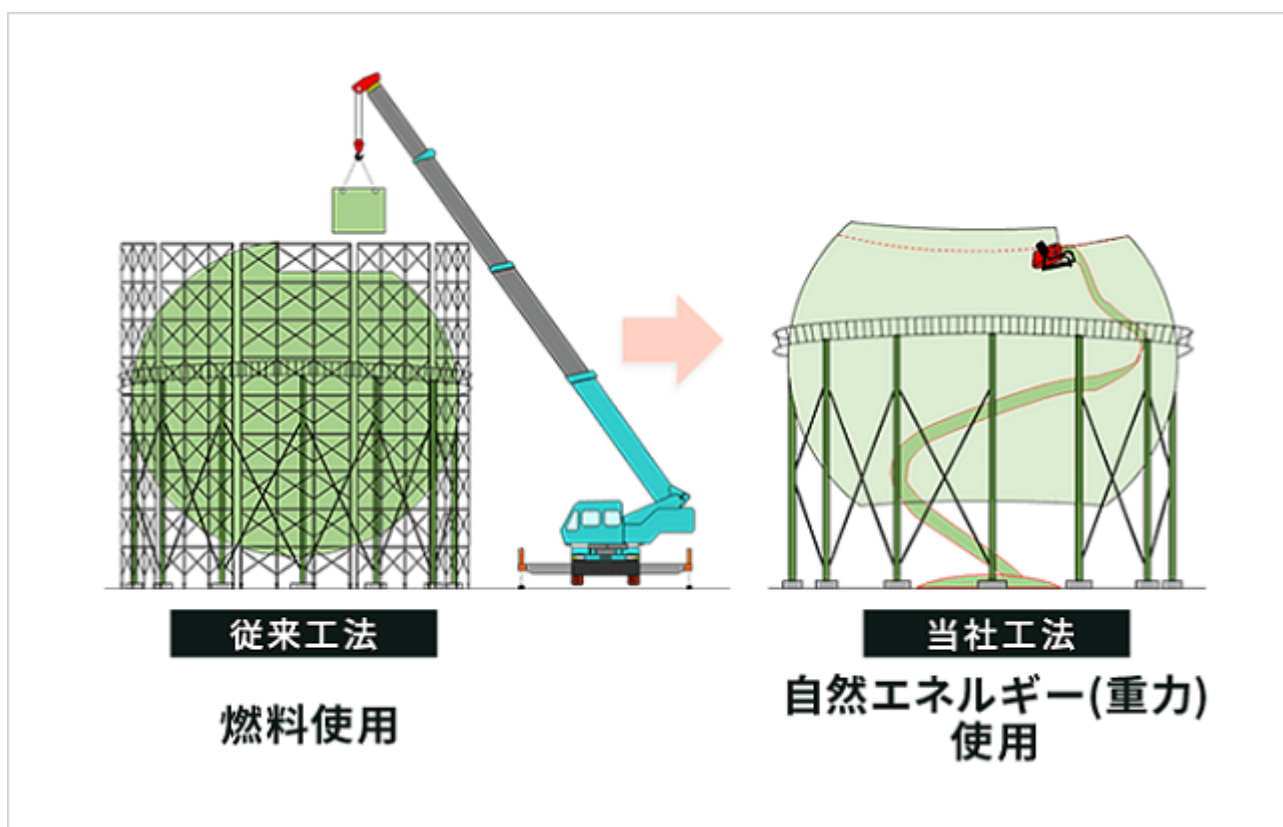 従来工法
燃料使用
当社工法
自然エネルギー(重力)
使用